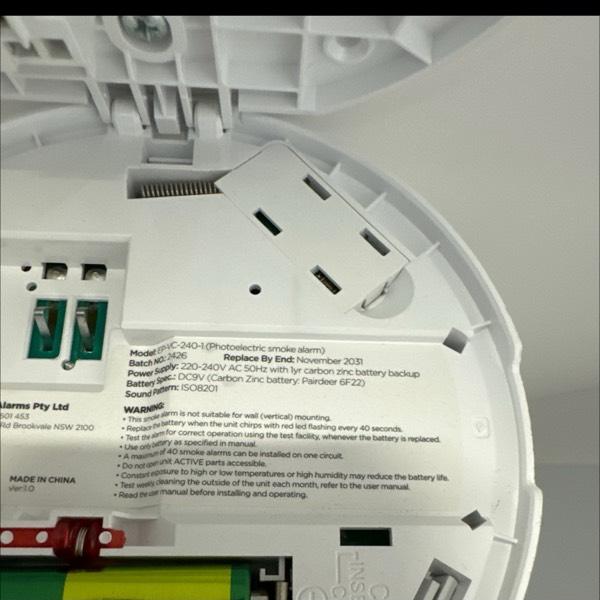 Model: EP-VC-240-1 (Photoelectric smoke alarm)
Batch NO: 2426 Replace By End: November 2031
Power Supply: 220-240V AC 50Hz with 1yr carbon zinc battery backup
Battery Spec.: DC9V (Carbon Zinc battery: Pairdeer 6F22)
Sound Pattern: ISO8201
WARNING:
• This smoke alarm is not suitable for wall (vertical) mounting.
• Replace battery when the unit chirps with red led flashing every 40 seconds.
• Test the alarm for correct operation using the test facility, whenever the battery is replaced.
• Use only battery as specified in manual.
• A maximum of 40 smoke alarms can be installed on one circuit.
• Do not open unit ACTIVE parts accessible.
• Constant exposure to high or low temperatures or high humidity may reduce the battery life.
• Test weekly, cleaning the outside of the unit each month, refer to the user manual.
• Read the user manual before installing and operating.
Alarms Pty Ltd
501 453
Rd Brookvale NSW 2100
MADE IN CHINA
Ver:1.0